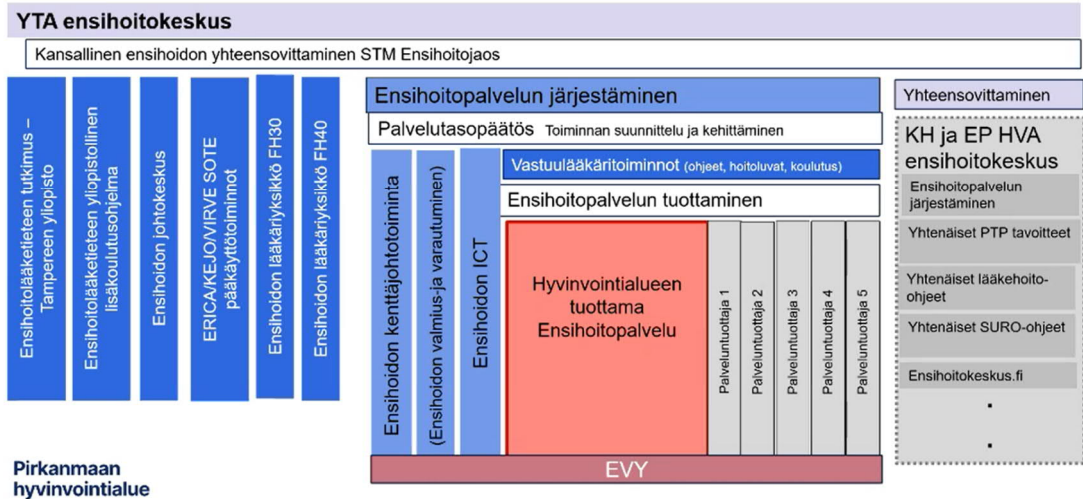 YTA ensihoitokeskus
Kansallinen ensihoidon yhteensovittaminen STM Ensihoitojaos
Ensihoitolääketieteen tutkimus –
Tampereen yliopisto
Ensihoitolääketieteen yliopistollinen
lisäkoulutusohjelma
Ensihoidon johtokeskus
ERICA/KEJO/VIRVE SOTE
pääkäyttötoiminnot
Ensihoidon lääkäriyksikkö FH30
Ensihoidon lääkäriyksikkö FH40
Ensihoitopalvelun järjestäminen
Palvelutasopäätös Toiminnan suunnittelu ja kehittäminen
Ensihoidon kenttäjohtotoiminta
(Ensihoidon valmius-ja varautuminen)
Ensihoidon ICT
Vastuulääkäritoiminnot (ohjeet, hoitoluvat, koulutus)
Ensihoitopalvelun tuottaminen
Hyvinvointialueen
tuottama
Ensihoitopalvelu
Palveluntuottaja 1
Palveluntuottaja 2
Palveluntuottaja 3
Palveluntuottaja 4
Palveluntuottaja 5
EVY
Yhteensovittaminen
KH ja EP HVA
ensihoitokeskus
Ensihoitopalvelun
järjestäminen
Yhtenäiset PTP tavoitteet
Yhtenäiset lääkehoito-
ohjeet
Yhtenäiset SURO-ohjeet
Ensihoitokeskus.fi
.
.
Pirkanmaan
hyvinvointialue